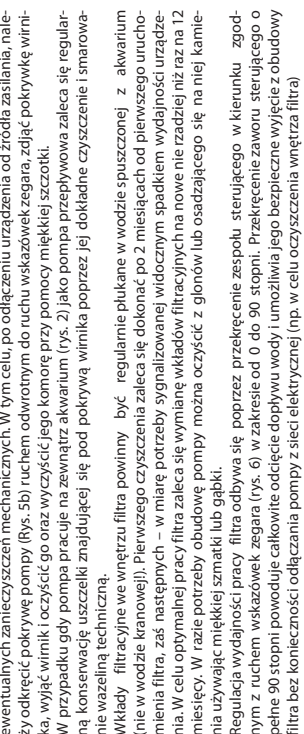 ewentualnych zanieczyszczeń mechanicznych. W tym celu, po odłączeniu urządzenia od źródła zasilania, nale-
ży odkręcić pokrywę pompy (Rys. 5b) ruchem odwrotnym do ruchu wskazówek zegara, zdjąć pokrywkę wirni-
ka, wyjąć wirnik i oczyścić go oraz wyczyścić jego komorę przy pomocy miękkiej szczotki.
W przypadku gdy pompa pracuje na zewnątrz akwarium (rys. 2) jako pompa przepływowa zaleca się regular-
ną konserwację uszczelki znajdującej się pod pokrywą wirnika poprzez jej dokładne czyszczenie i smarowa-
nie wazeliną techniczną.
Wkłady filtracyjne we wnętrzu filtra powinny być regularnie płukane w wodzie spuszczonej z akwarium
(nie w wodzie kranowej!). Pierwszego czyszczenia zaleca się dokonać po 2 miesiącach od pierwszego urucho-
mienia filtra, zaś następnych – w miarę potrzeby sygnalizowanej widocznym spadkiem wydajności urządze-
nia. W celu optymalnej pracy filtra zaleca się wymianę wkładów filtracyjnych na nowe nie rzadziej niż raz na 12
miesięcy. W razie potrzeby obudowę pompy można oczyścić z glonów lub osadzającego się na niej kamie-
nia używając miękkiej szmatki lub gąbki.
Regulacja wydajności pracy filtra odbywa się poprzez przekręcenie zespołu sterującego w kierunku zgod-
nym z ruchem wskazówek zegara (rys. 6) w zakresie od 0 do 90 stopni. Przekręcenie zaworu sterującego o
pełne 90 stopni powoduje całkowite odcięcie dopływu wody i umożliwia jego bezpieczne wyjęcie z obudowy
filtra bez konieczności odłączania pompy z sieci elektrycznej (np. w celu oczyszczenia wnętrza filtra)